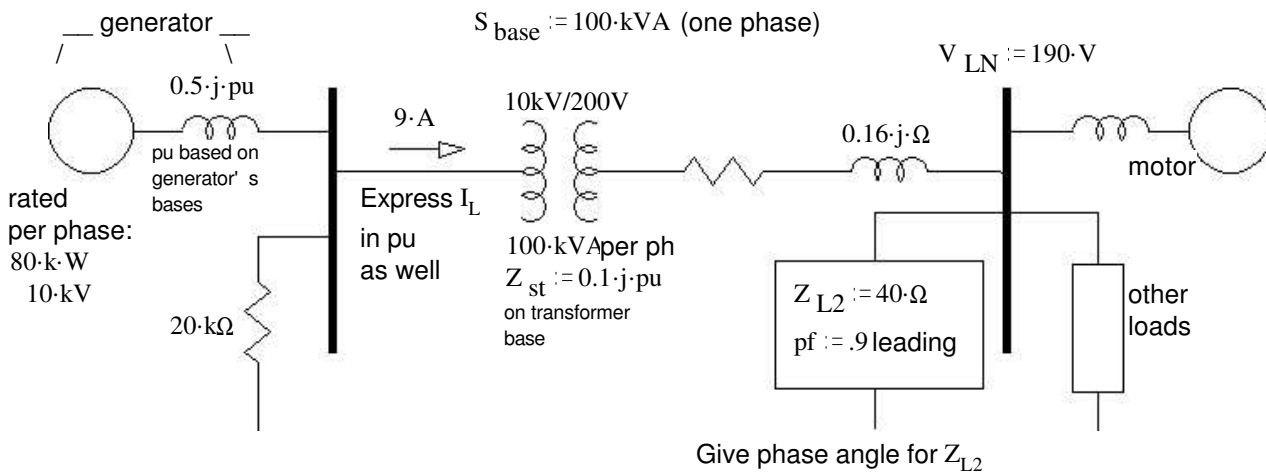 __ generator __
/ \
S base := 100·kVA (one phase)
V LN := 190·V
0.5·j·pu
pu based on
generator' s
bases
rated
per phase:
80·k·W
10·kV
20·kΩ
9·A
Express I L
in pu
as well
10kV/200V
100·kVA per ph
Z st := 0.1·j·pu
on transformer
base
0.16·j·Ω
motor
Z L2 := 40·Ω
pf := .9 leading
other
loads
Give phase angle for Z L2